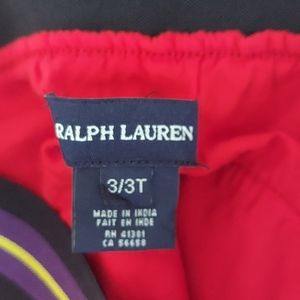 RALPH LAUREN
3/3T
MADE IN INDIA
FAIT EN INDE
RN 41381
CA 56658